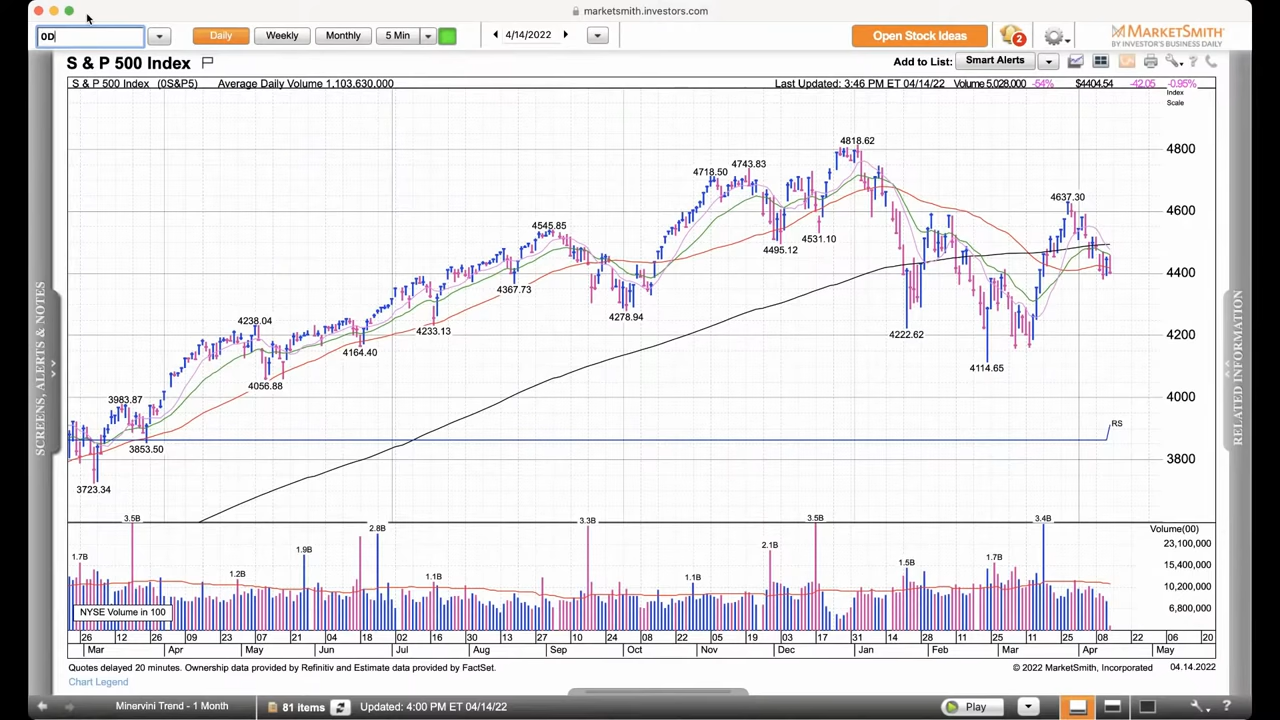 marketsmith.investors.com
0D
Daily
Weekly
Monthly
5 Min
4/14/2022
Open Stock Ideas
2
MarketSmith
BY INVESTOR'S BUSINESS DAILY
S & P 500 Index
Add to List:
Smart Alerts
?
S & P 500 Index (0S&P5) Average Daily Volume 1,103,630,000
Last Updated: 3:46 PM ET 04/14/22 Volume 5,028,000 -54% $4404.54 -42.05 -0.95%
Index
Scale
4818.62
4800
4743.83
4718.50
4637.30
4600
4545.85
4531.10
4495.12
4400
4367.73
4278.94
4238.04
4233.13
4222.62
4200
4164.40
4114.65
4056.88
4000
3983.87
RS
3853.50
3800
3723.34
3.5B
3.3B
3.5B
3.4B
Volume(00)
2.8B
23,100,000
2.1B
1.9B
1.7B
1.7B
1.5B
15,400,000
1.2B
1.1B
1.1B
10,200,000
6,800,000
NYSE Volume in 100
26 12 26 09 23 07 21 04 18 02 16 30 13 27 10 24 08 22 05 19 03 17 31 14 28 11 25 11 25 08 22 06 20
Mar Apr May Jun Jul Aug Sep Oct Nov Dec Jan Feb Mar Apr May
Quotes delayed 20 minutes. Ownership data provided by Refinitiv and Estimate data provided by FactSet.
© 2022 MarketSmith, Incorporated 04.14.2022
Chart Legend
SCREENS, ALERTS & NOTES
RELATED INFORMATION
Minervini Trend - 1 Month
81 items
Updated: 4:00 PM ET 04/14/22
Play
?